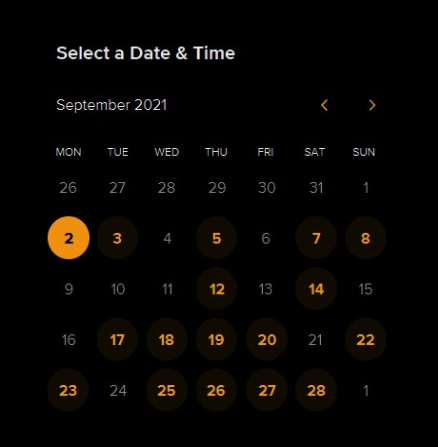 Select a Date & Time
September 2021
MON TUE WED THU FRI SAT SUN
26 27 28 29 30 31 1
2 3 4 5 6 7 8
9 10 11 12 13 14 15
16 17 18 19 20 21 22
23 24 25 26 27 28 1